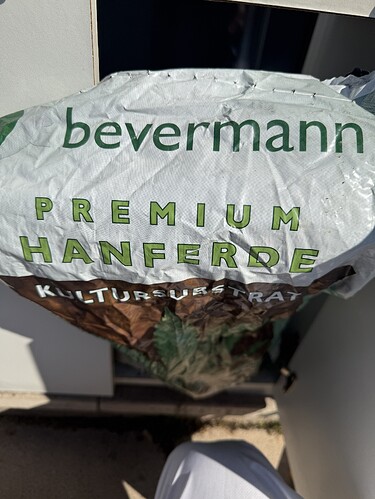 bevermann
PREMIUM
HANFERDE
KULTURSUBSTRAT